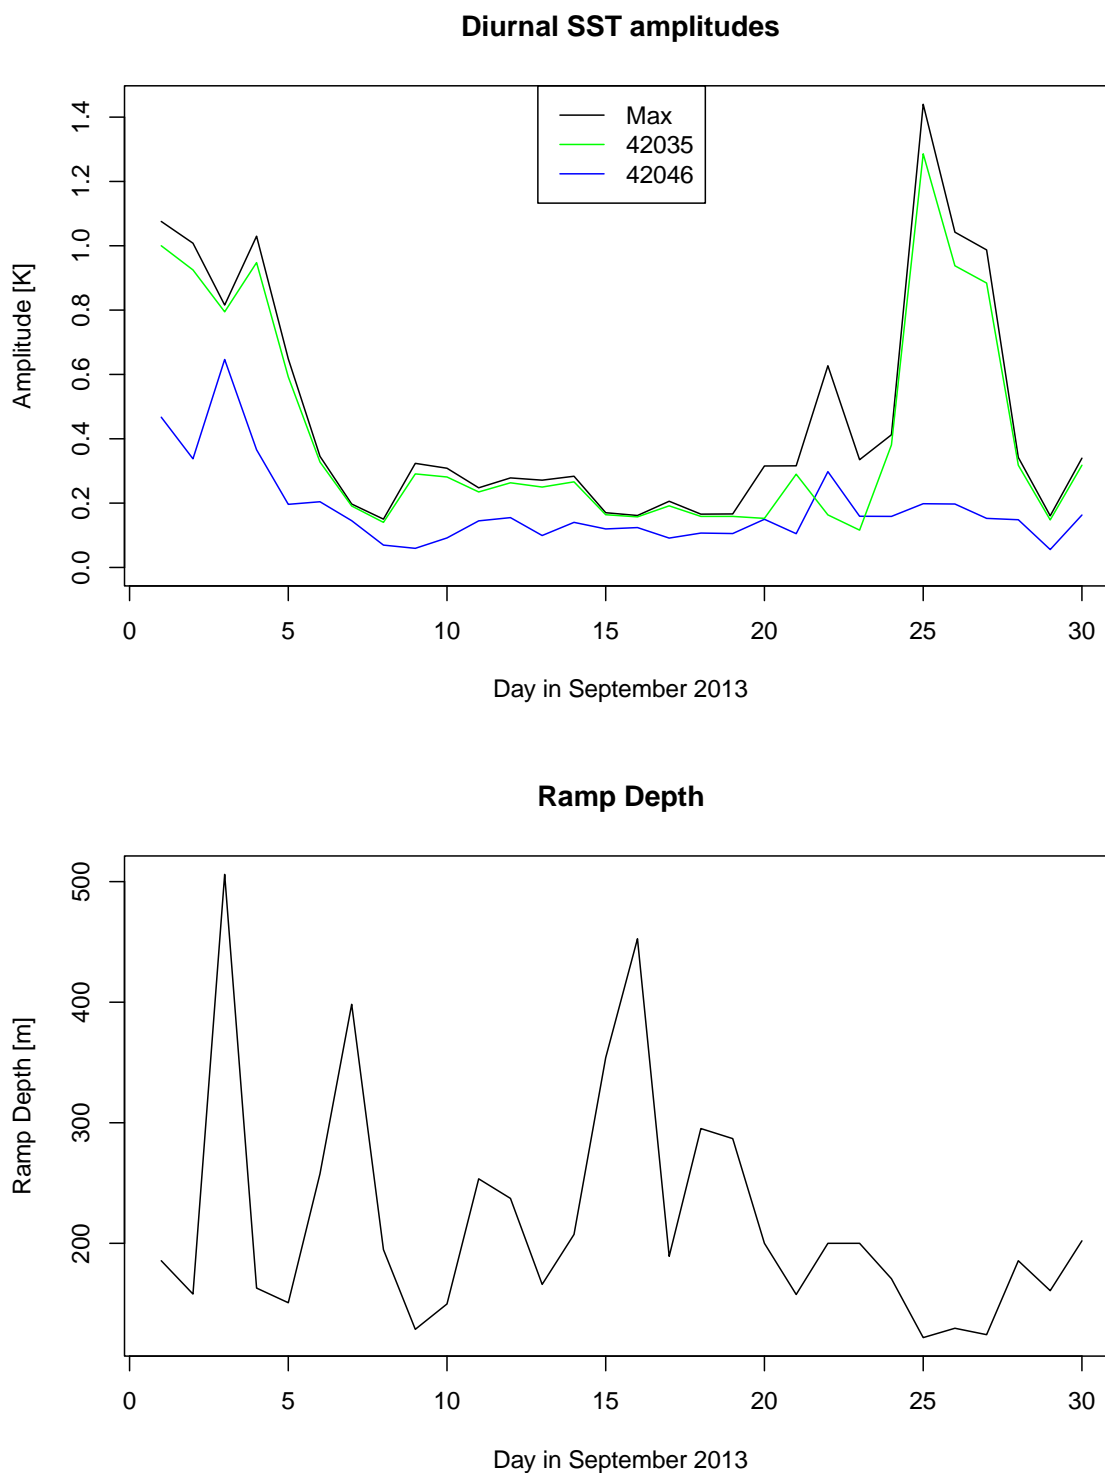 Diurnal SST amplitudes
Max
42035
42046
Amplitude [K]
1.4
1.2
1.0
0.8
0.6
0.4
0.2
0.0
0 5 10 15 20 25 30
Day in September 2013
Ramp Depth
Ramp Depth [m]
500
400
300
200
0 5 10 15 20 25 30
Day in September 2013